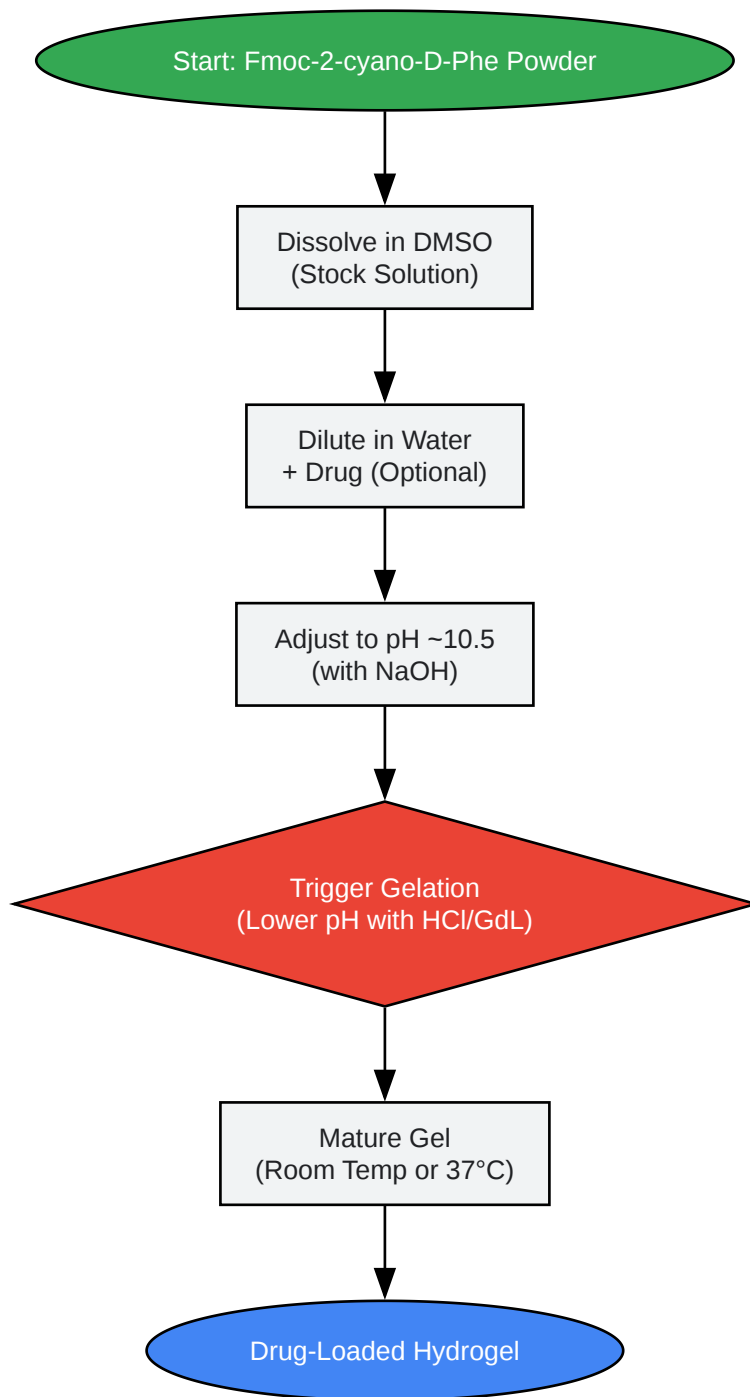 Start: Fmoc-2-cyano-D-Phe Powder
Dissolve in DMSO
(Stock Solution)
Dilute in Water
+ Drug (Optional)
Adjust to pH ~10.5
(with NaOH)
Trigger Gelation
(Lower pH with HCl/GdL)
Mature Gel
(Room Temp or 37°C)
Drug-Loaded Hydrogel